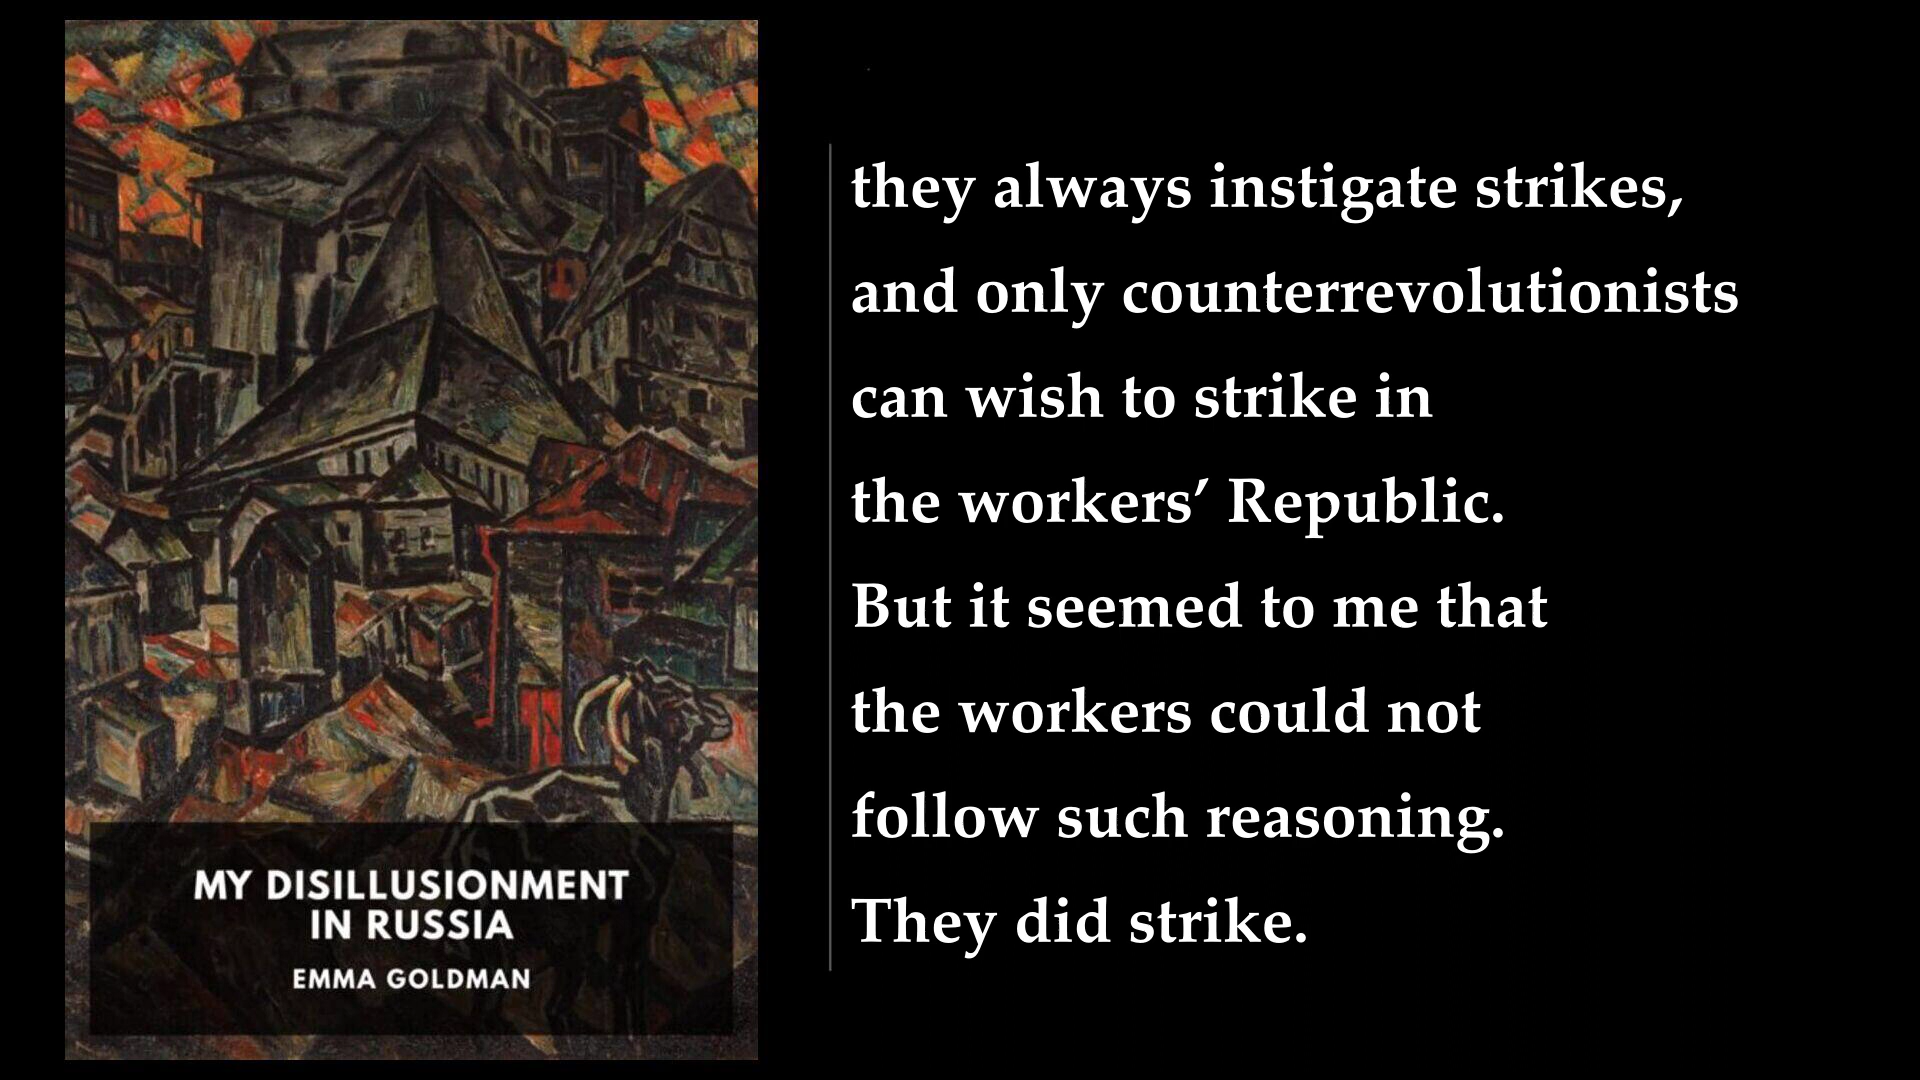 MY DISILLUSIONMENT
IN RUSSIA
EMMA GOLDMAN
they always instigate strikes,
and only counterrevolutionists
can wish to strike in
the workers’ Republic.
But it seemed to me that
the workers could not
follow such reasoning.
They did strike.